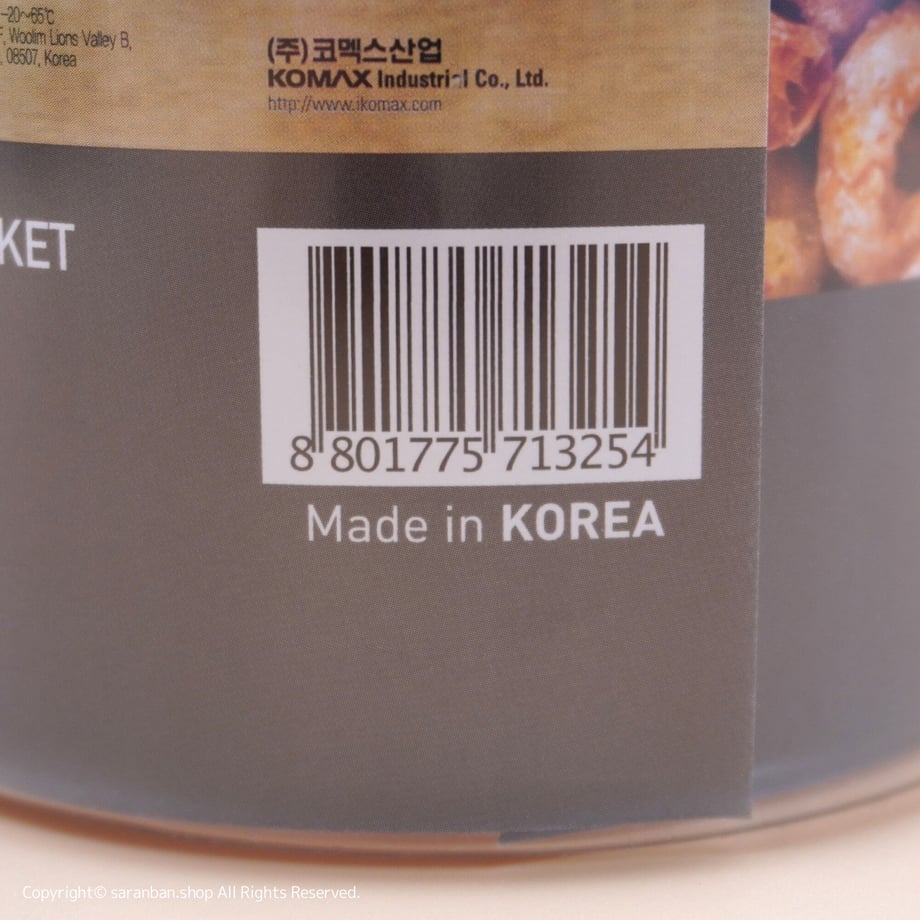 -20~65℃
F, Woolim Lions Valley B,
08507, Korea
(주)코멕스산업
KOMAX Industrial Co., Ltd.
http://www.ikomax.com
KET
8 801775 713254
Made in KOREA
Copyright© saranban.shop All Rights Reserved.